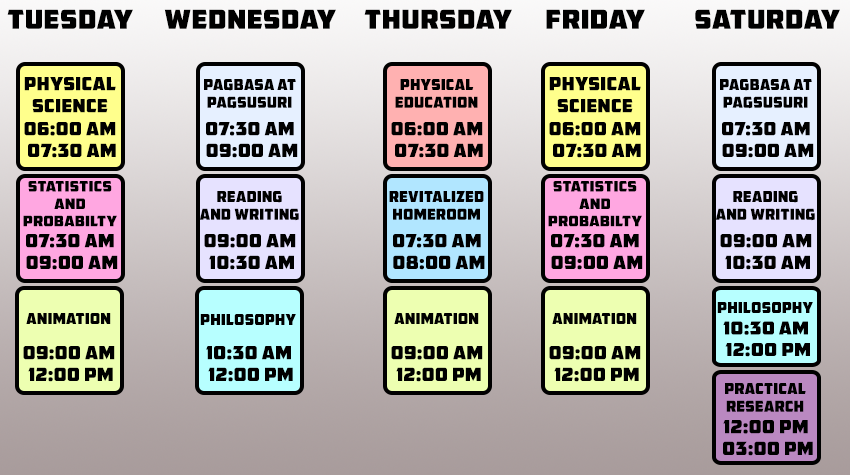 TUESDAY
WEDNESDAY
THURSDAY
FRIDAY
SATURDAY
PHYSICAL
SCIENCE
06:00 AM
07:30 AM
STATISTICS
AND
PROBABILTY
07:30 AM
09:00 AM
ANIMATION
09:00 AM
12:00 PM
PAGBASA AT
PAGSUSURI
07:30 AM
09:00 AM
READING
AND WRITING
09:00 AM
10:30 AM
PHILOSOPHY
10:30 AM
12:00 PM
PHYSICAL
EDUCATION
06:00 AM
07:30 AM
REVITALIZED
HOMEROOM
07:30 AM
08:00 AM
ANIMATION
09:00 AM
12:00 PM
PHYSICAL
SCIENCE
06:00 AM
07:30 AM
STATISTICS
AND
PROBABILTY
07:30 AM
09:00 AM
ANIMATION
09:00 AM
12:00 PM
PAGBASA AT
PAGSUSURI
07:30 AM
09:00 AM
READING
AND WRITING
09:00 AM
10:30 AM
PHILOSOPHY
10:30 AM
12:00 PM
PRACTICAL
RESEARCH
12:00 PM
03:00 PM